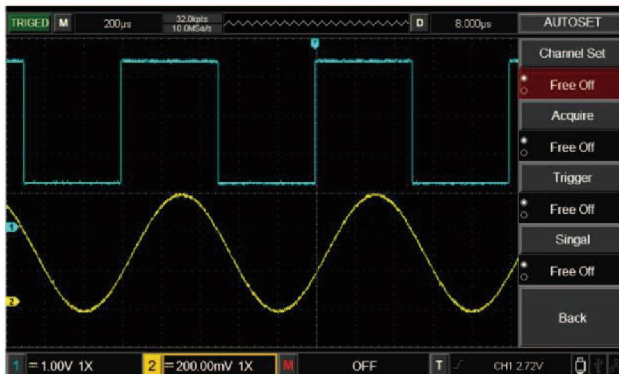 TRIGED M 200µs 32.0kpts D 8.000µs AUTOSET
10.0MSa/s
Channel Set
Free Off
Acquire
Free Off
Trigger
Free Off
Singal
Free Off
Back
1
2
1 1.00V 1X 2 200.00mV 1X M OFF T CH1 2.72V